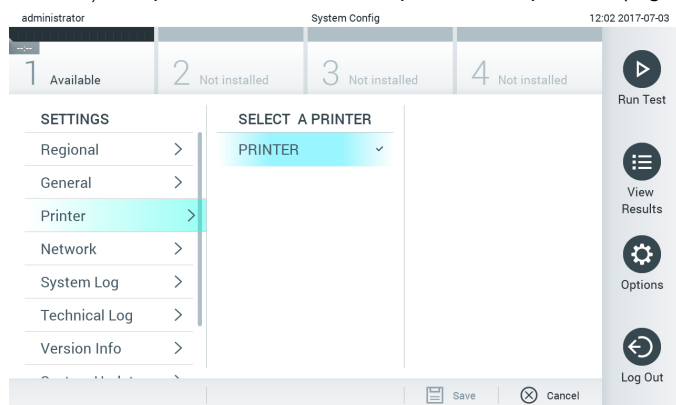 administrator System Config 12:02 2017-07-03
--:--
1 Available 2 Not installed 3 Not installed 4 Not installed
Run Test
SETTINGS SELECT A PRINTER
Regional PRINTER
General
View
Results
Printer
Network
System Log
Options
Technical Log
Version Info
Log Out
Save Cancel